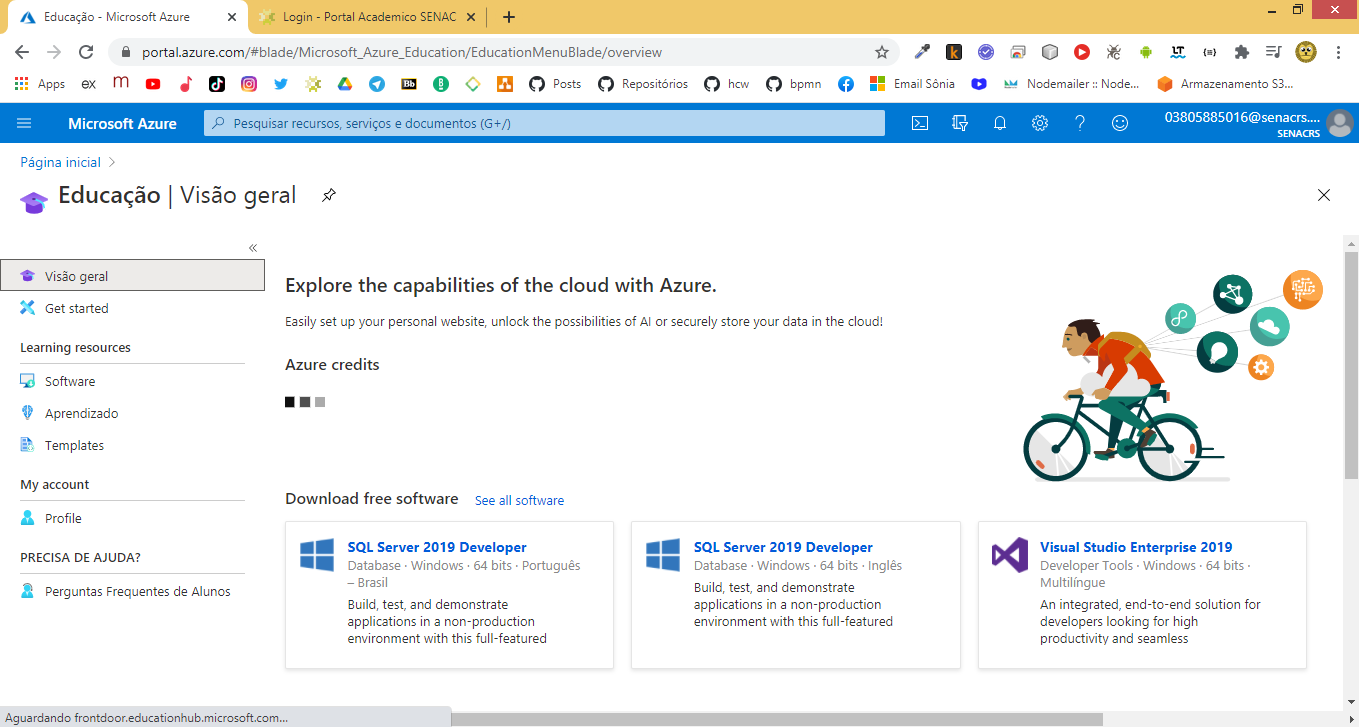 Educação - Microsoft Azure
Login - Portal Academico SENAC
portal.azure.com/#blade/Microsoft_Azure_Education/EducationMenuBlade/overview
Apps
ex
m
Bb
Posts
Repositórios
hcw
bpmn
Email Sônia
Nodemailer :: Node...
Armazenamento S3...
Microsoft Azure
Pesquisar recursos, serviços e documentos (G+/)
03805885016@senacrs....
SENACRS
Página inicial
Educação | Visão geral
«
Visão geral
Get started
Learning resources
Software
Aprendizado
Templates
My account
Profile
PRECISA DE AJUDA?
Perguntas Frequentes de Alunos
Explore the capabilities of the cloud with Azure.
Easily set up your personal website, unlock the possibilities of AI or securely store your data in the cloud!
Azure credits
Download free software See all software
SQL Server 2019 Developer
Database · Windows · 64 bits · Português
– Brasil
Build, test, and demonstrate
applications in a non-production
environment with this full-featured
SQL Server 2019 Developer
Database · Windows · 64 bits · Inglês
Build, test, and demonstrate
applications in a non-production
environment with this full-featured
Visual Studio Enterprise 2019
Developer Tools · Windows · 64 bits ·
Multilíngue
An integrated, end-to-end solution for
developers looking for high
productivity and seamless
Aguardando frontdoor.educationhub.microsoft.com...